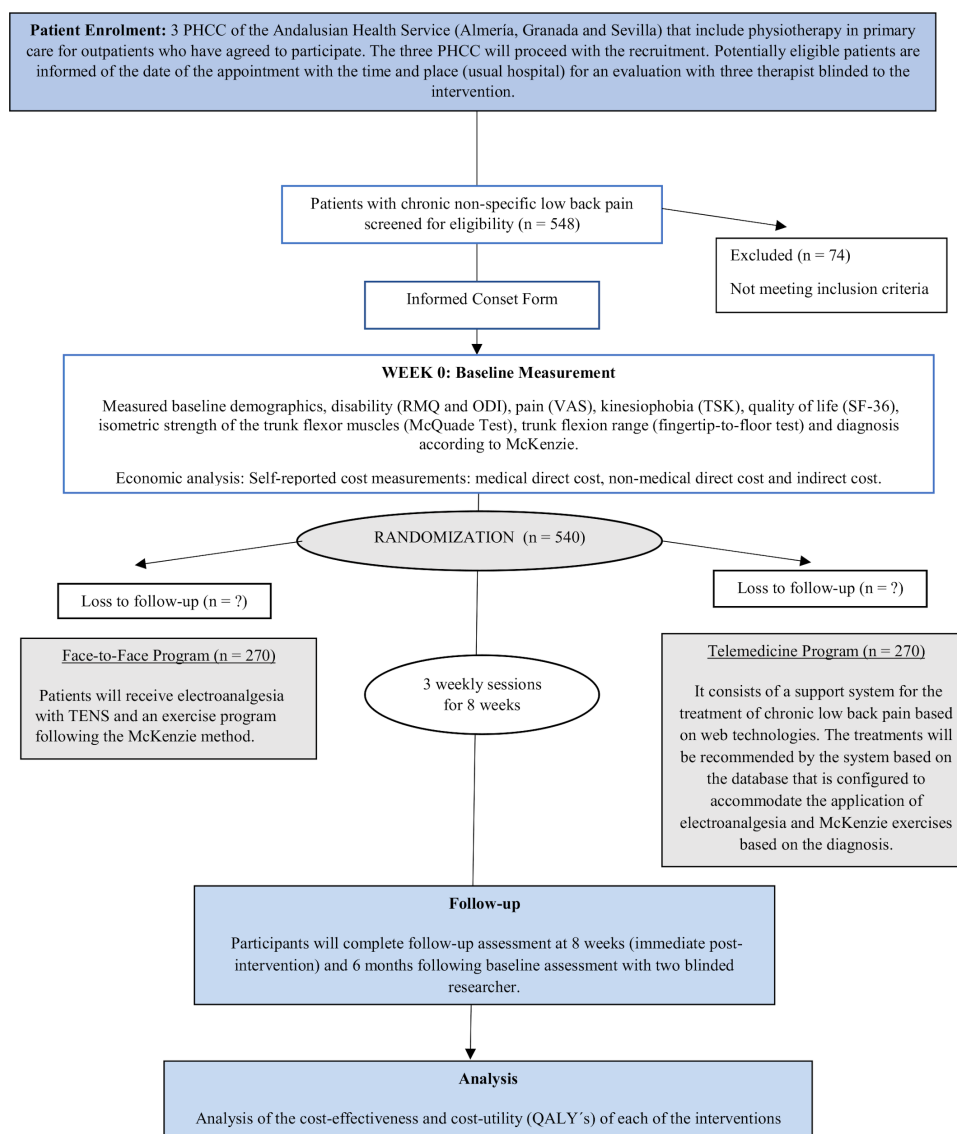 Patient Enrolment: 3 PHCC of the Andalusian Health Service (Almería, Granada and Sevilla) that include physiotherapy in primary
care for outpatients who have agreed to participate. The three PHCC will proceed with the recruitment. Potentially eligible patients are
informed of the date of the appointment with the time and place (usual hospital) for an evaluation with three therapist blinded to the
intervention.
Patients with chronic non-specific low back pain
screened for eligibility (n = 548)
Excluded (n = 74)
Not meeting inclusion criteria
Informed Conset Form
WEEK 0: Baseline Measurement
Measured baseline demographics, disability (RMQ and ODI), pain (VAS), kinesiophobia (TSK), quality of life (SF-36),
isometric strength of the trunk flexor muscles (McQuade Test), trunk flexion range (fingertip-to-floor test) and diagnosis
according to McKenzie.
Economic analysis: Self-reported cost measurements: medical direct cost, non-medical direct cost and indirect cost.
RANDOMIZATION (n = 540)
Loss to follow-up (n = ?)
Loss to follow-up (n = ?)
Face-to-Face Program (n = 270)
Patients will receive electroanalgesia
with TENS and an exercise program
following the McKenzie method.
3 weekly sessions
for 8 weeks
Telemedicine Program (n = 270)
It consists of a support system for the
treatment of chronic low back pain based
on web technologies. The treatments will
be recommended by the system based on
the database that is configured to
accommodate the application of
electroanalgesia and McKenzie exercises
based on the diagnosis.
Follow-up
Participants will complete follow-up assessment at 8 weeks (immediate post-
intervention) and 6 months following baseline assessment with two blinded
researcher.
Analysis
Analysis of the cost-effectiveness and cost-utility (QALY´s) of each of the interventions